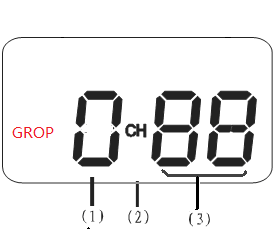 GROP 0 CH 88
(1) (2) (3)